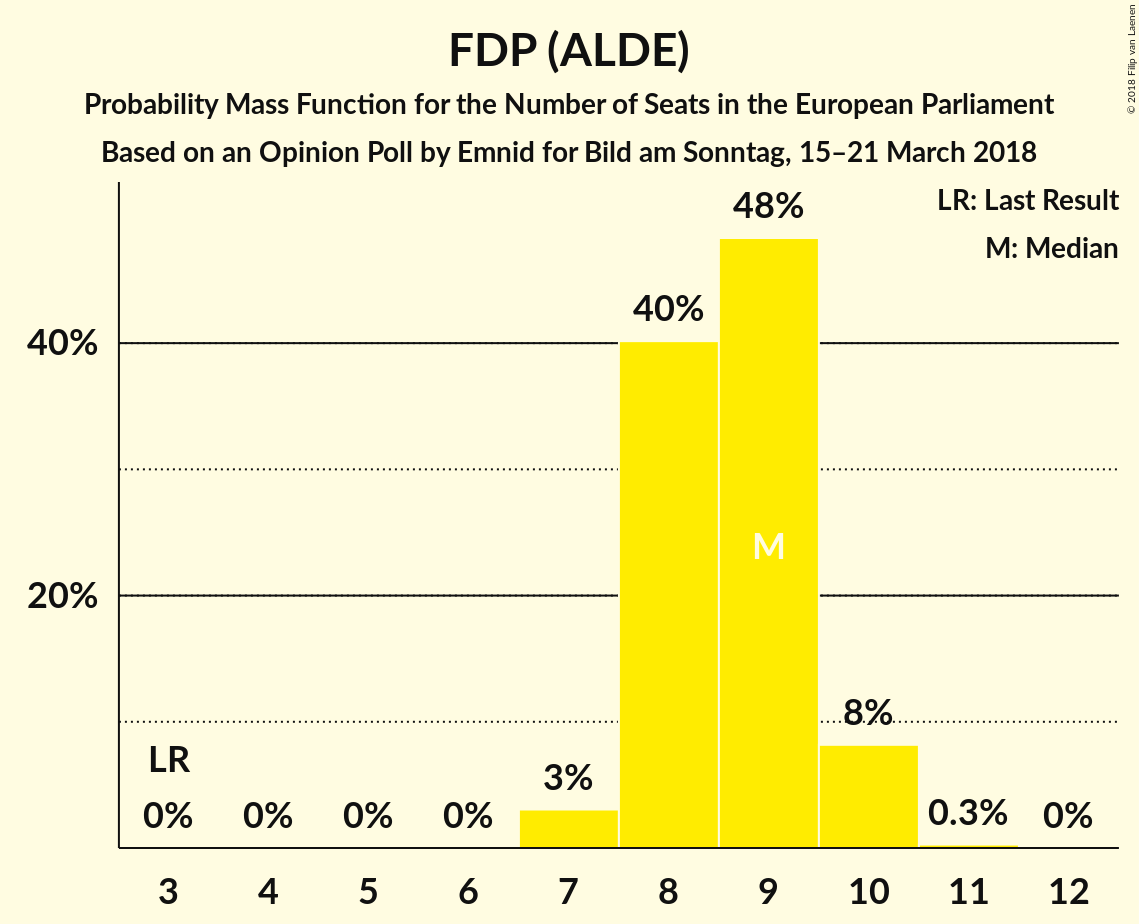 FDP (ALDE)
Probability Mass Function for the Number of Seats in the European Parliament
Based on an Opinion Poll by Emnid for Bild am Sonntag, 15–21 March 2018
© 2018 Filip van Laenen
LR: Last Result
M: Median
48%
40%
40%
M
20%
8%
LR
3%
0% 0% 0% 0% 0.3% 0%
3 4 5 6 7 8 9 10 11 12